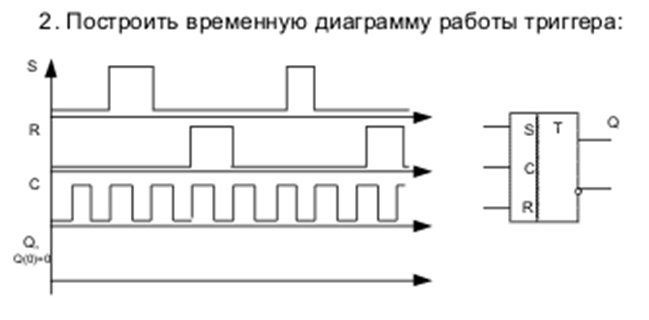 2. Построить временную диаграмму работы триггера:
S
R
C
Q,
Q(0)=0
S T
C
R
Q